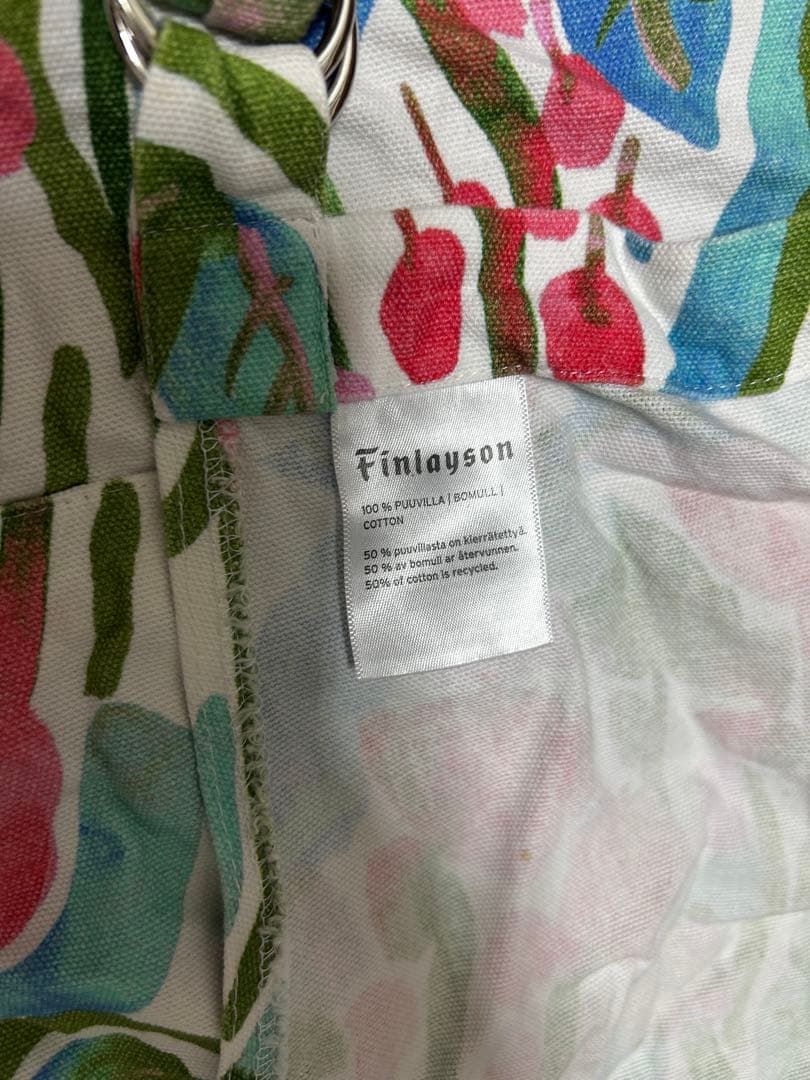 Finlayson
100 % PUUVILLA | BOMULL |
COTTON
50 % puuvillasta on kierrätettyä.
50 % av bomull är återvunnen.
50% of cotton is recycled.